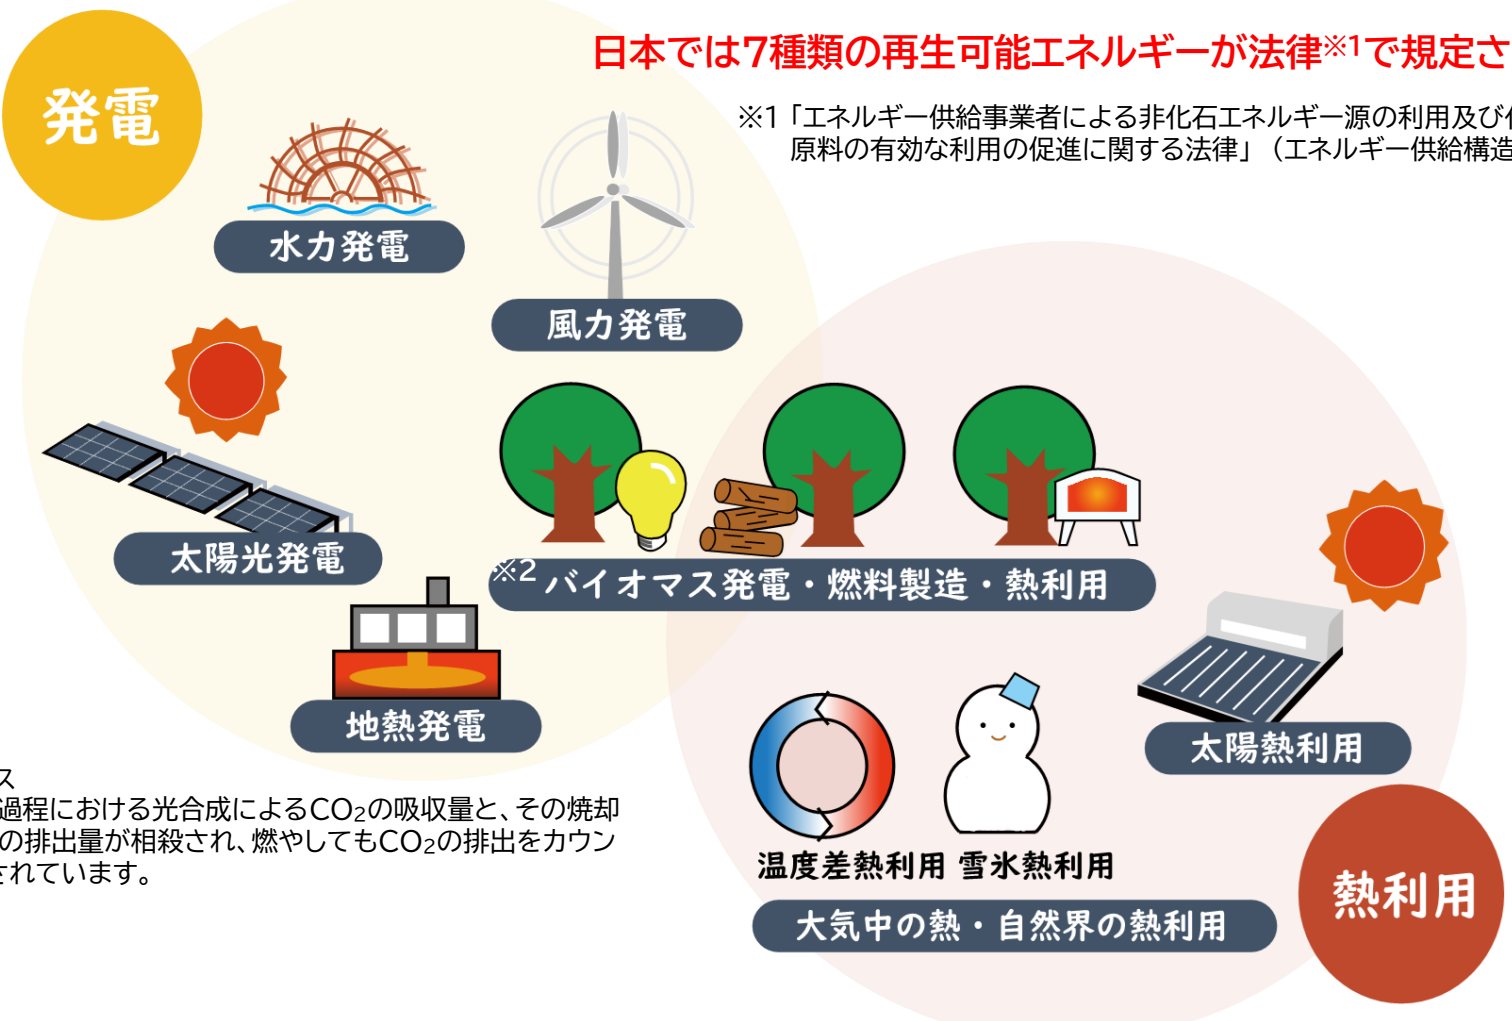 発電
日本では7種類の再生可能エネルギーが法律※1で規定さ
※1「エネルギー供給事業者による非化石エネルギー源の利用及び
原料の有効な利用の促進に関する法律」（エネルギー供給構造
水力発電
風力発電
太陽光発電
※2バイオマス発電・燃料製造・熱利用
地熱発電
太陽熱利用
ス
過程における光合成によるCO₂の吸収量と、その焼却
の排出量が相殺され、燃やしてもCO₂の排出をカウン
されています。
温度差熱利用 雪氷熱利用
大気中の熱・自然界の熱利用
熱利用